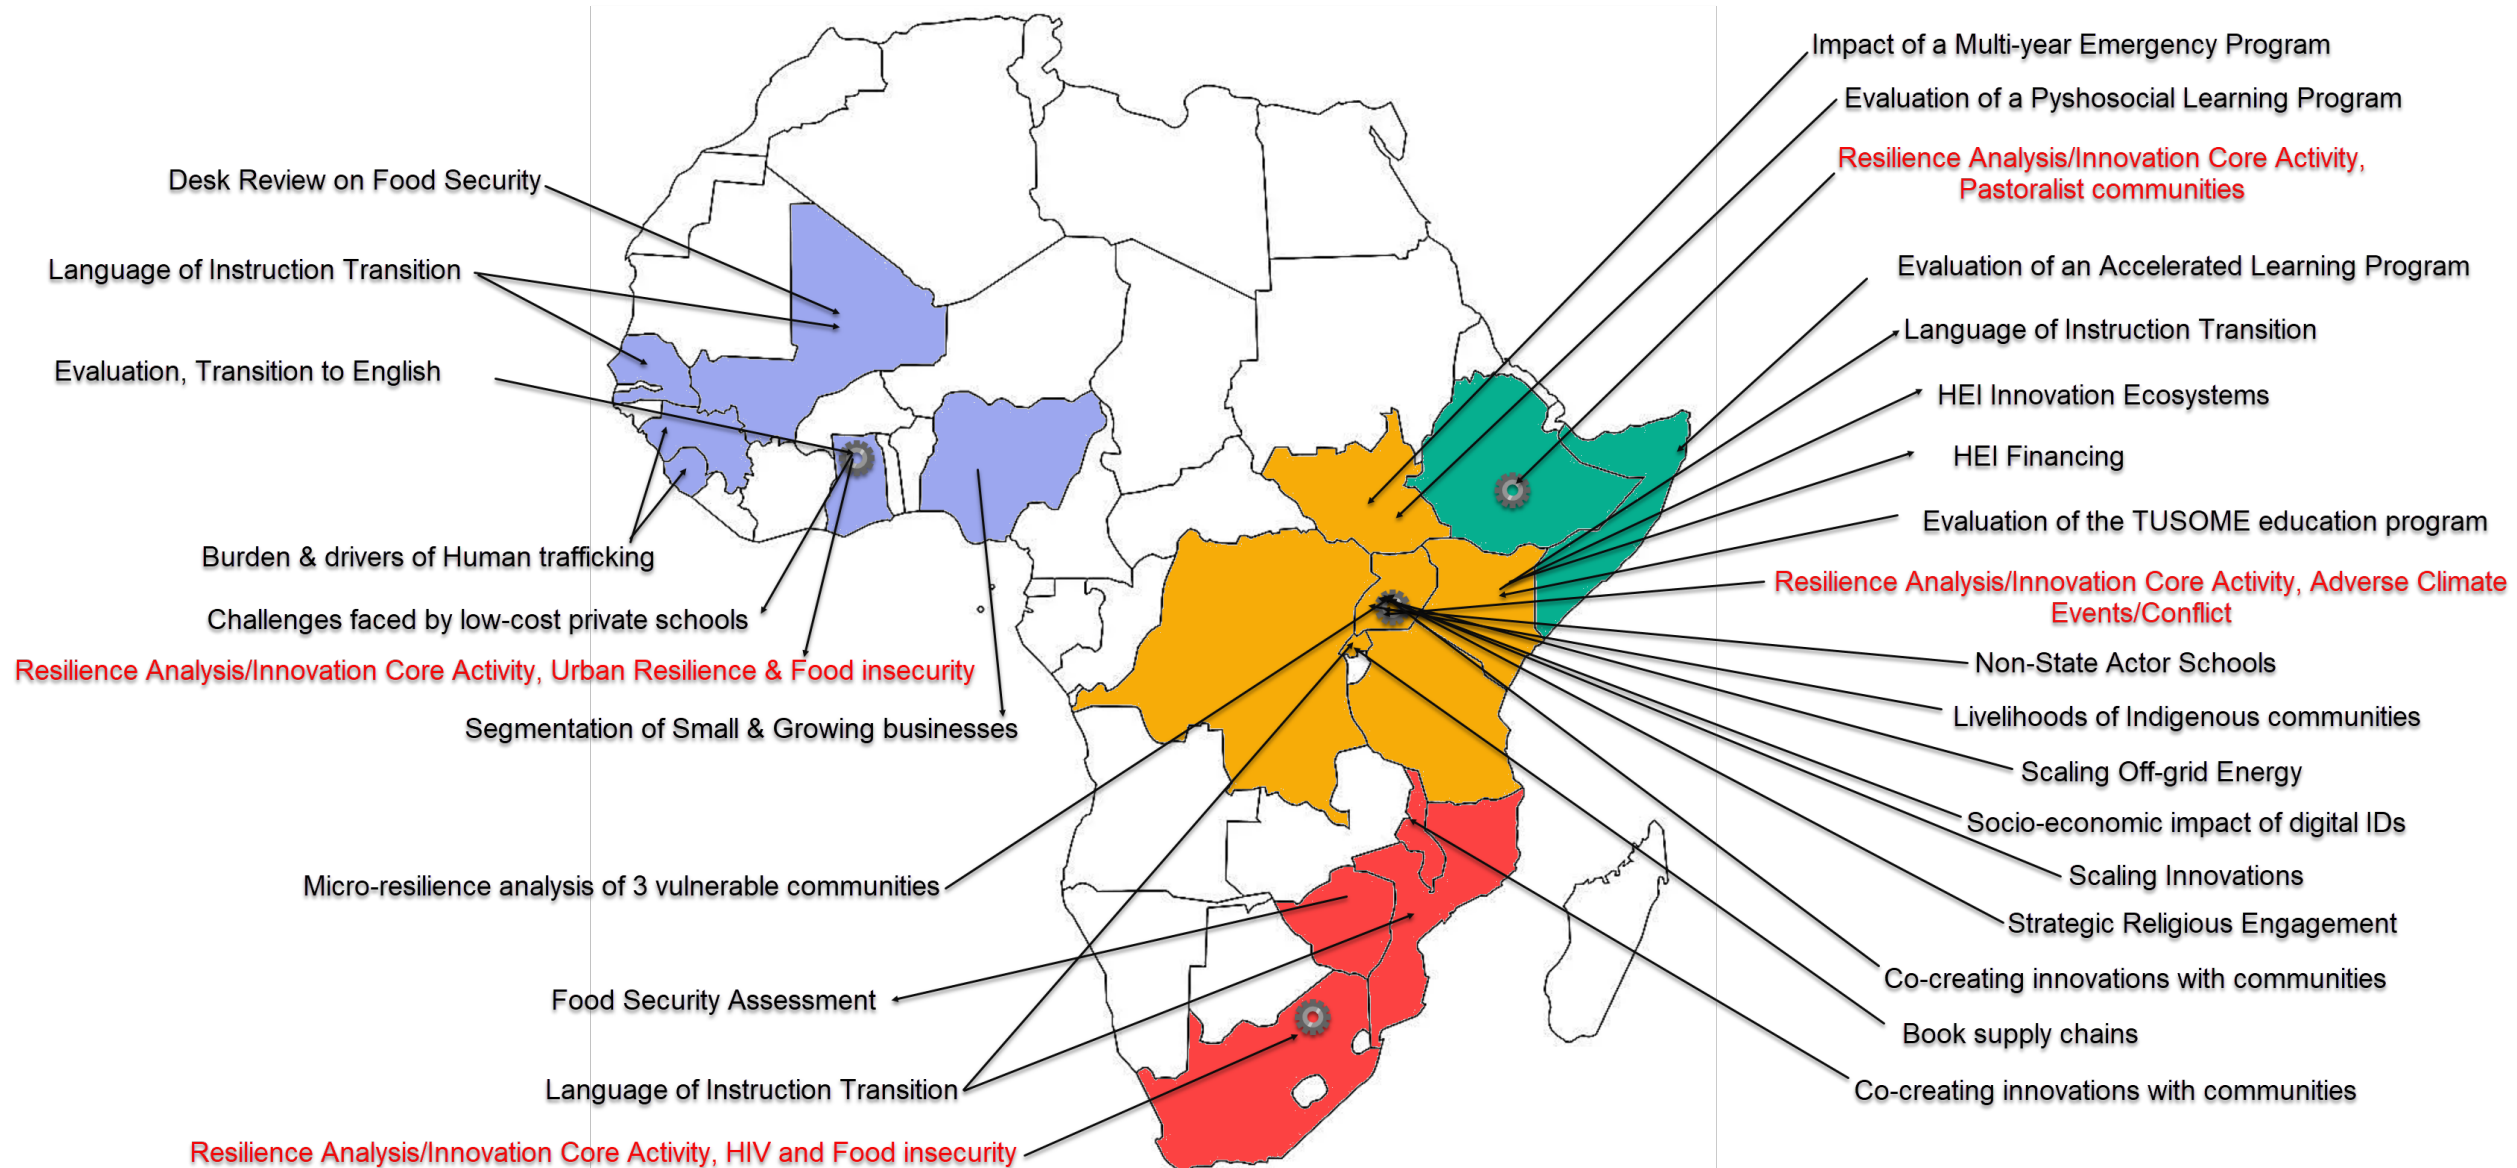 Desk Review on Food Security
Language of Instruction Transition
Evaluation, Transition to English
Burden & drivers of Human trafficking
Challenges faced by low-cost private schools
Resilience Analysis/Innovation Core Activity, Urban Resilience & Food insecurity
Segmentation of Small & Growing businesses
Micro-resilience analysis of 3 vulnerable communities
Food Security Assessment
Language of Instruction Transition
Resilience Analysis/Innovation Core Activity, HIV and Food insecurity
Impact of a Multi-year Emergency Program
Evaluation of a Pyshosocial Learning Program
Resilience Analysis/Innovation Core Activity,
Pastoralist communities
Evaluation of an Accelerated Learning Program
Language of Instruction Transition
HEI Innovation Ecosystems
HEI Financing
Evaluation of the TUSOME education program
Resilience Analysis/Innovation Core Activity, Adverse Climate
Events/Conflict
Non-State Actor Schools
Livelihoods of Indigenous communities
Scaling Off-grid Energy
Socio-economic impact of digital IDs
Scaling Innovations
Strategic Religious Engagement
Co-creating innovations with communities
Book supply chains
Co-creating innovations with communities